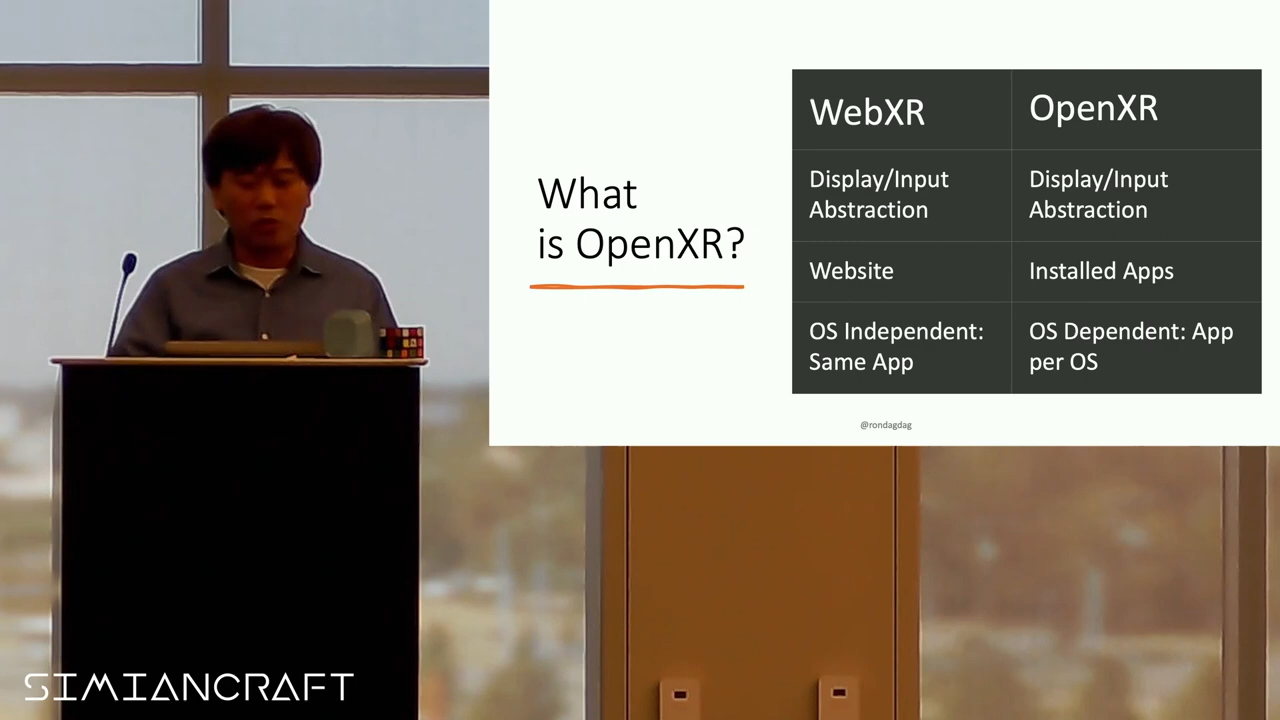 What
is OpenXR?
WebXR
OpenXR
Display/Input
Abstraction
Display/Input
Abstraction
Website
Installed Apps
OS Independent:
Same App
OS Dependent: App
per OS
@rondagdag
SIMIANCRAFT